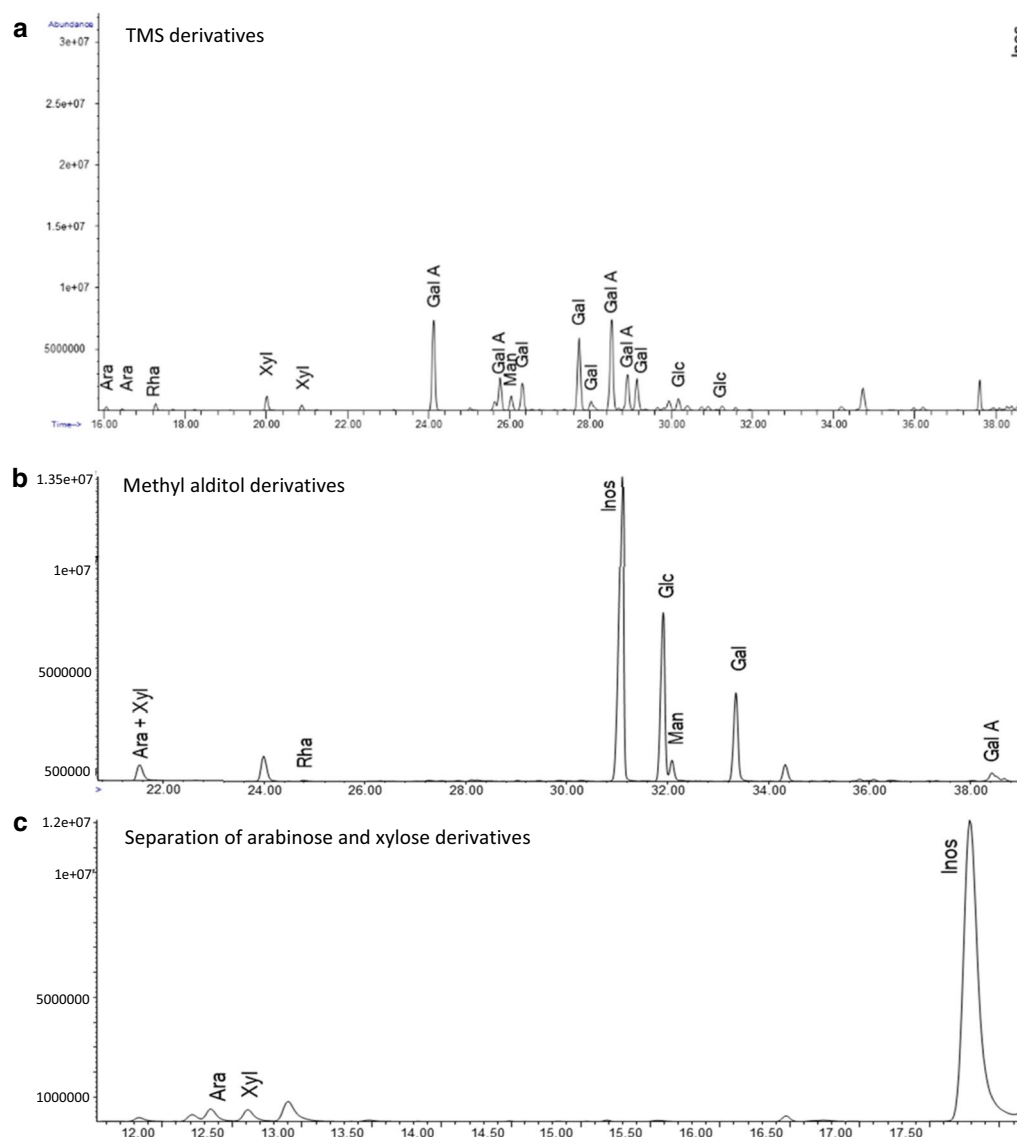 a
Abundance
TMS derivatives
Inos
3e+07
2.5e+07
2e+07
1.5e+07
1e+07
5000000
Ara
Ara
Rha
Xyl
Xyl
Gal A
Gal A
Man
Gal
Gal
Gal
Gal A
Gal A
Gal
Glc
Glc
Time-->
16.00 18.00 20.00 22.00 24.00 26.00 28.00 30.00 32.00 34.00 36.00 38.00
b
Methyl alditol derivatives
1.35e+07
1e+07
5000000
500000
Ara + Xyl
Rha
Inos
Glc
Man
Gal
Gal A
>
22.00 24.00 26.00 28.00 30.00 32.00 34.00 36.00 38.00
c
Separation of arabinose and xylose derivatives
1.2e+07
1e+07'
5000000
1000000
Ara
Xyl
Inos
12.00 12.50 13.00 13.50 14.00 14.50 15.00 15.50 16.00 16.50 17.00 17.50